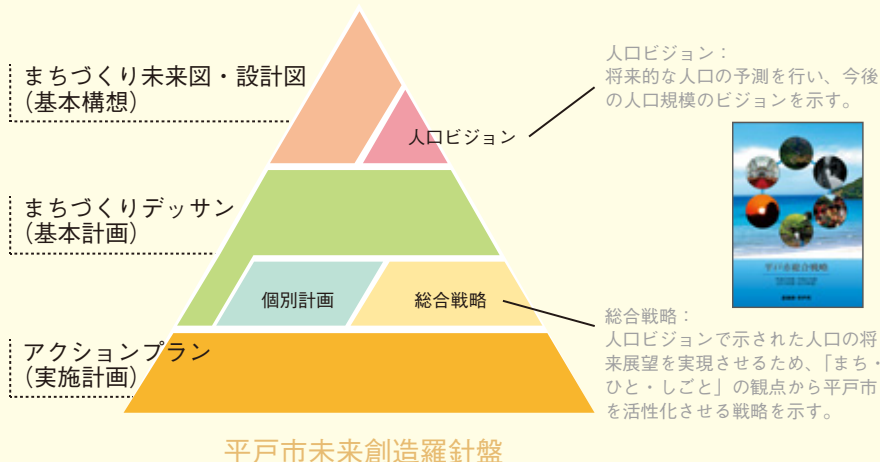 まちづくり未来図・設計図
（基本構想）
人口ビジョン
人口ビジョン：
将来的な人口の予測を行い、今後
の人口規模のビジョンを示す。
まちづくりデッサン
（基本計画）
平戸市総合戦略
個別計画
総合戦略
総合戦略：
人口ビジョンで示された人口の将
来展望を実現させるため、「まち・
ひと・しごと」の観点から平戸市
を活性化させる戦略を示す。
アクションプラン
（実施計画）
平戸市未来創造羅針盤